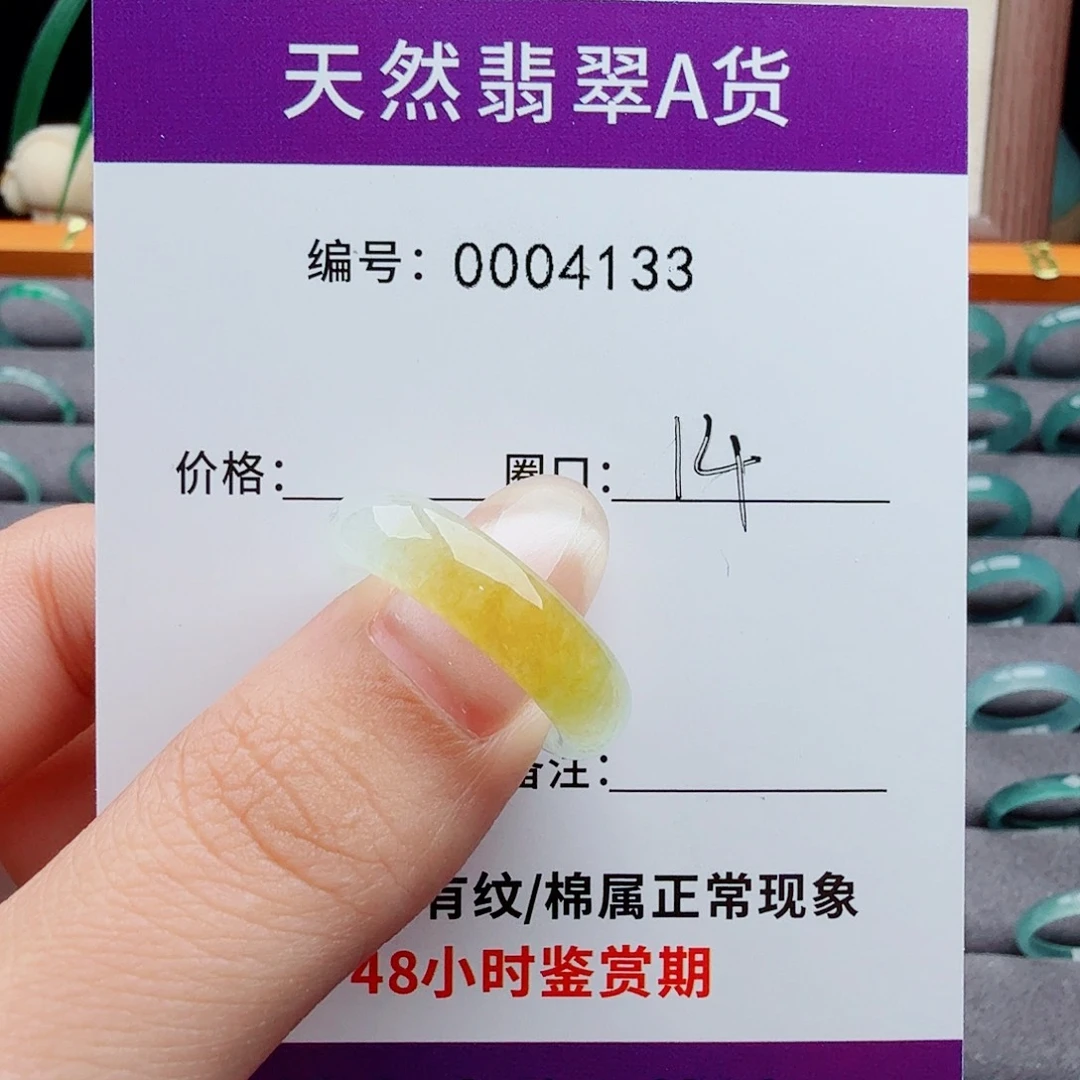 天然翡翠A货
编号：0004133
价格： 圈口：14
备注：
有纹/棉属正常现象
48小时鉴赏期